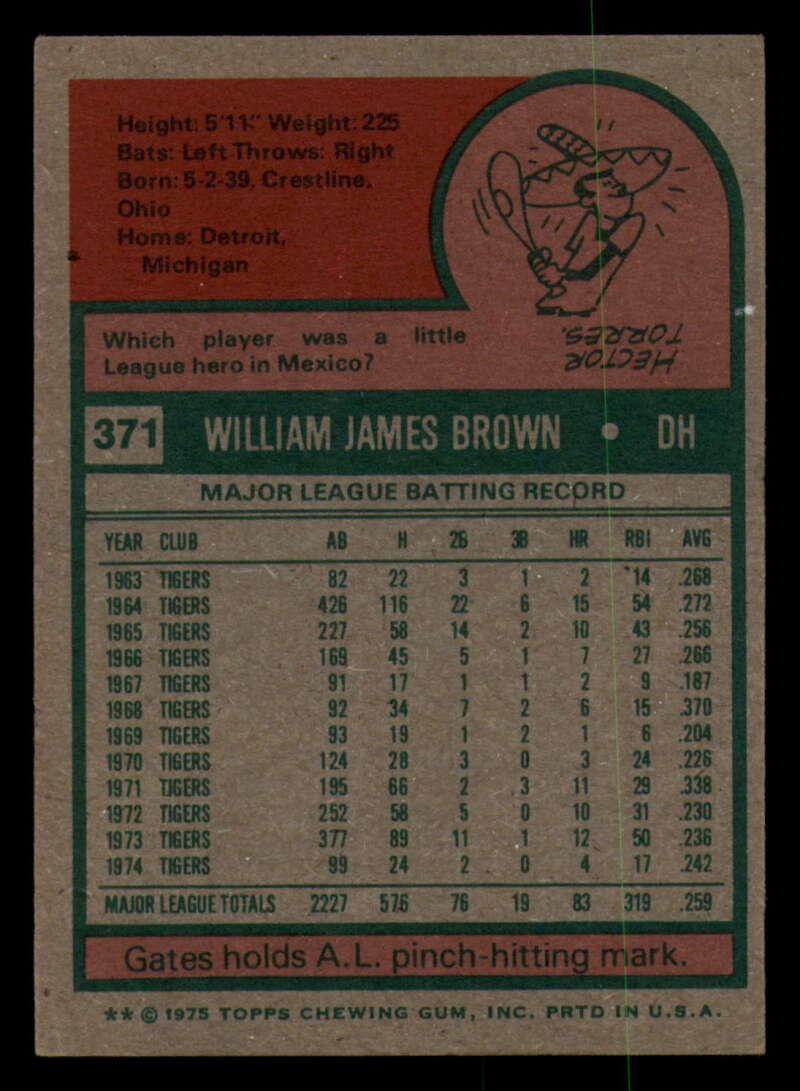 Height: 5'11" Weight: 225
Bats: Left Throws: Right
Born: 5-2-39, Crestline,
Ohio
Home: Detroit,
Michigan
Which player was a little
League hero in Mexico?
HECTOR
TORRES.
371 WILLIAM JAMES BROWN • DH
MAJOR LEAGUE BATTING RECORD
YEAR CLUB AB H 2B 3B HR RBI AVG
1963 TIGERS 82 22 3 1 2 14 .268
1964 TIGERS 426 116 22 6 15 54 .272
1965 TIGERS 227 58 14 2 10 43 .256
1966 TIGERS 169 45 5 1 7 27 .266
1967 TIGERS 91 17 1 1 2 9 .187
1968 TIGERS 92 34 7 2 6 15 .370
1969 TIGERS 93 19 1 2 1 6 .204
1970 TIGERS 124 28 3 0 3 24 .226
1971 TIGERS 195 66 2 3 11 29 .338
1972 TIGERS 252 58 5 0 10 31 .230
1973 TIGERS 377 89 11 1 12 50 .236
1974 TIGERS 99 24 2 0 4 17 .242
MAJOR LEAGUE TOTALS 2227 576 76 19 83 319 .259
Gates holds A.L. pinch-hitting mark.
** © 1975 TOPPS CHEWING GUM, INC. PRTD IN U.S.A.